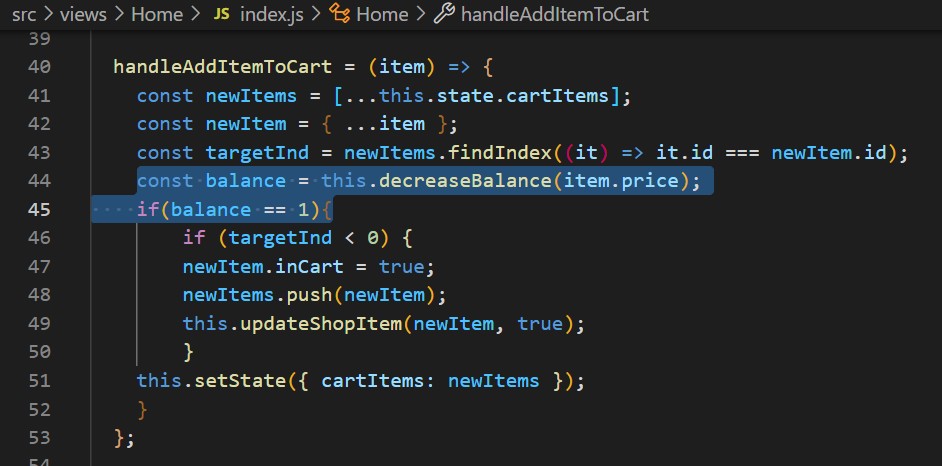 src > views > Home > JS index.js > Home > handleAddItemToCart
39
40 handleAddItemToCart = (item) => {
41 const newItems = [...this.state.cartItems];
42 const newItem = { ...item };
43 const targetInd = newItems.findIndex((it) => it.id === newItem.id);
44 const balance = this.decreaseBalance(item.price);
45 if(balance == 1){
46 if (targetInd < 0) {
47 newItem.inCart = true;
48 newItems.push(newItem);
49 this.updateShopItem(newItem, true);
50 }
51 this.setState({ cartItems: newItems });
52 }
53 };
54